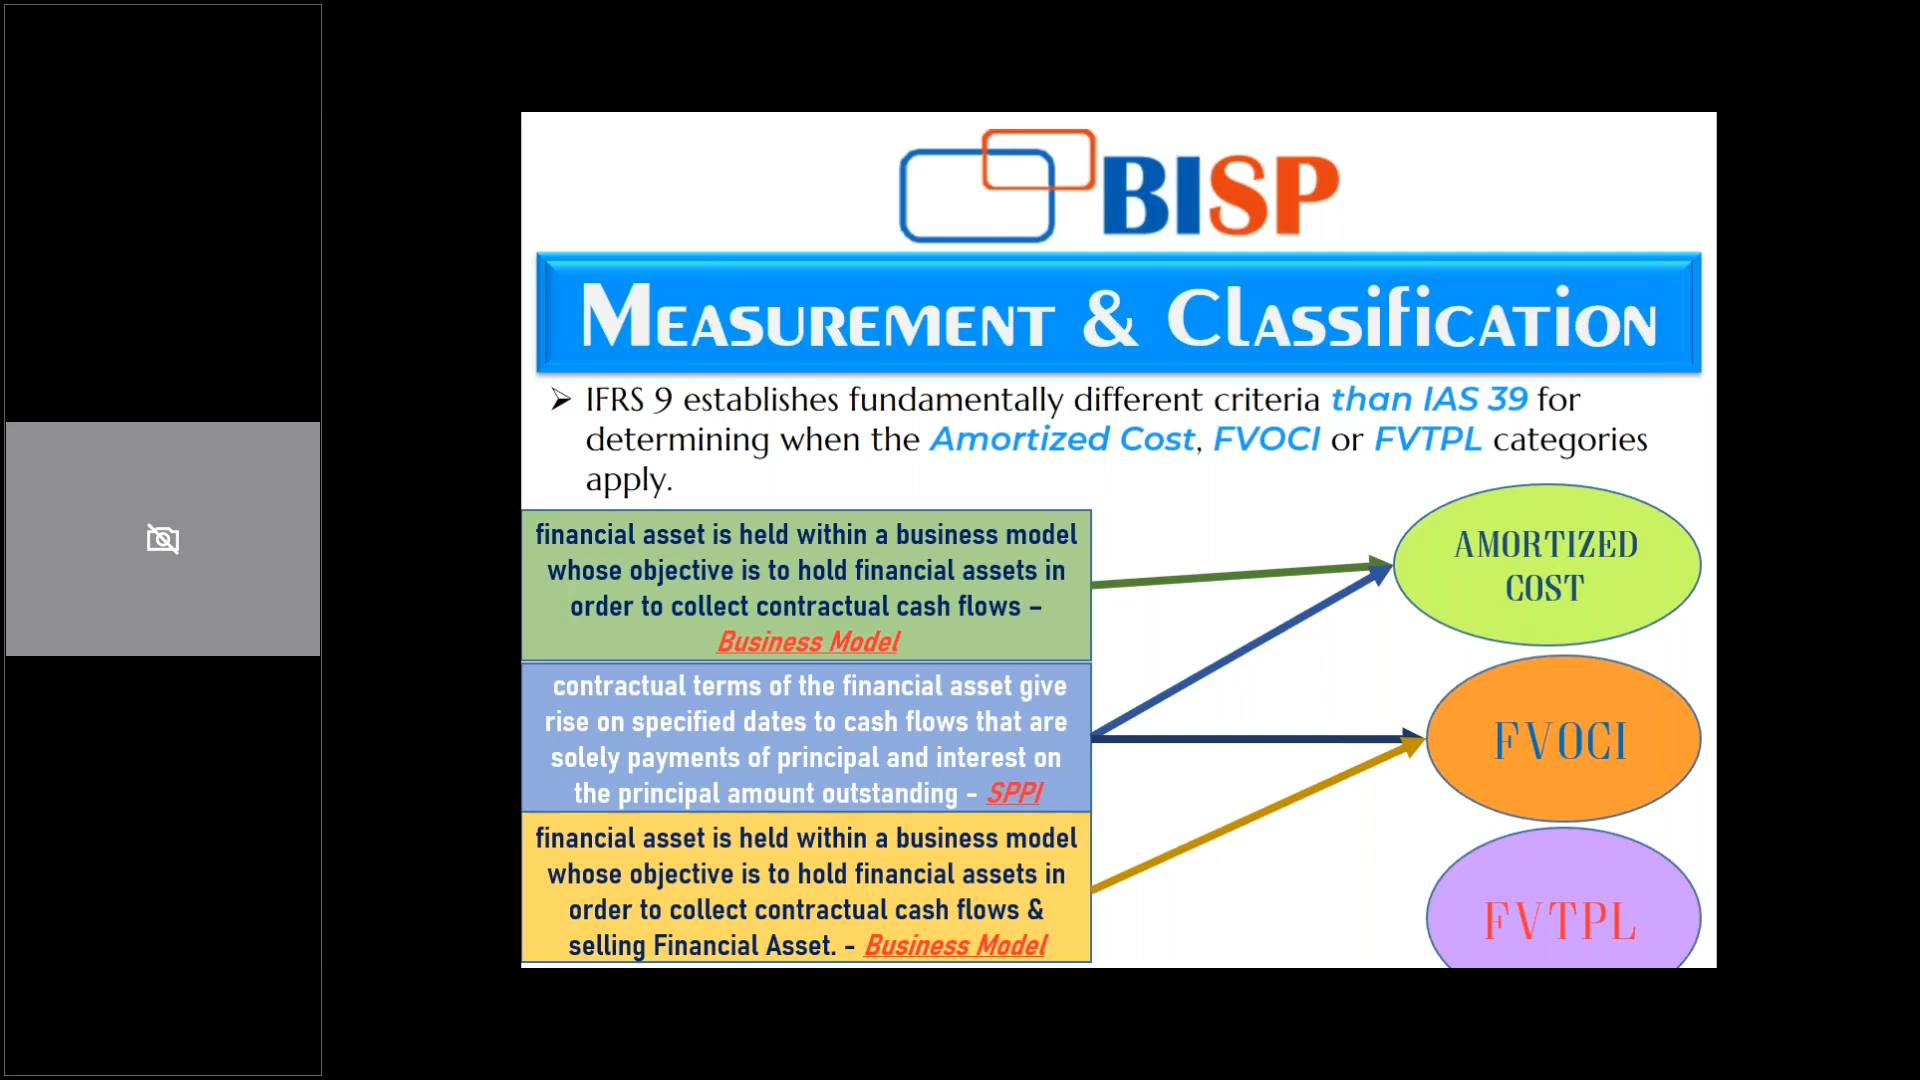 BISP
Measurement & Classification
➢ IFRS 9 establishes fundamentally different criteria than IAS 39 for
determining when the Amortized Cost, FVOCI or FVTPL categories
apply.
financial asset is held within a business model
whose objective is to hold financial assets in
order to collect contractual cash flows –
Business Model
contractual terms of the financial asset give
rise on specified dates to cash flows that are
solely payments of principal and interest on
the principal amount outstanding - SPPI
financial asset is held within a business model
whose objective is to hold financial assets in
order to collect contractual cash flows &
selling Financial Asset. - Business Model
AMORTIZED
COST
FVOCI
FVTPL